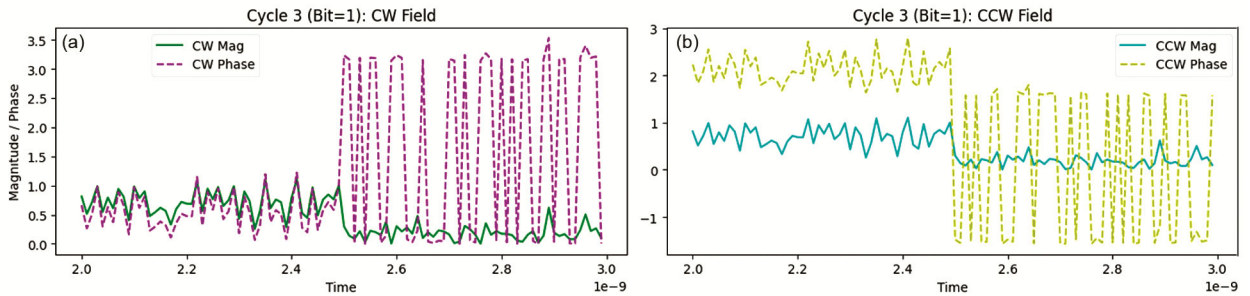 Cycle 3 (Bit=1): CW Field
(a)
CW Mag
CW Phase
Magnitude / Phase
3.5
3.0
2.5
2.0
1.5
1.0
0.5
0.0
2.0 2.2 2.4 2.6 2.8 3.0
Time
1e−9
Cycle 3 (Bit=1): CCW Field
(b)
CCW Mag
CCW Phase
3
2
1
0
−1
2.0 2.2 2.4 2.6 2.8 3.0
Time
1e−9